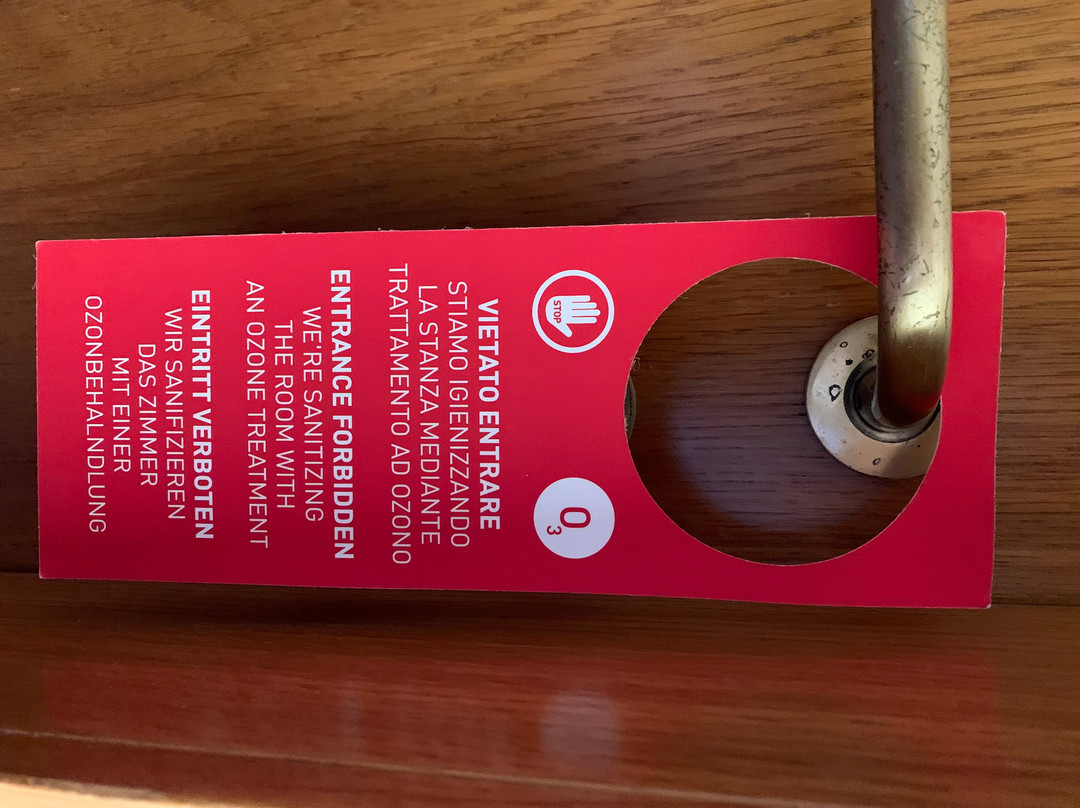 STOP
O3
VIETATO ENTRARE
STIAMO IGIENIZZANDO
LA STANZA MEDIANTE
TRATTAMENTO AD OZONO
ENTRANCE FORBIDDEN
WE'RE SANITIZING
THE ROOM WITH
AN OZONE TREATMENT
EINTRITT VERBOTEN
WIR SANIFIZIEREN
DAS ZIMMER
MIT EINER
OZONBEHALNDLUNG